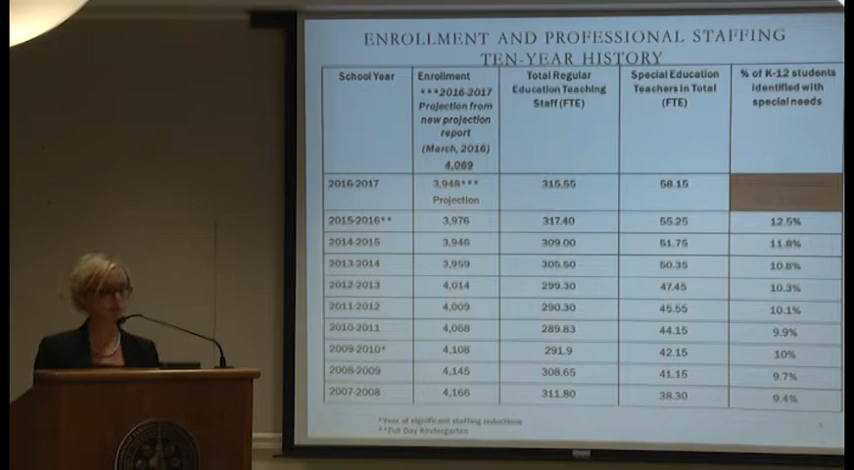 ENROLLMENT AND PROFESSIONAL STAFFING
TEN-YEAR HISTORY
School Year Enrollment ***2016-2017 Projection from new projection report (March, 2016) 4,069 Total Regular Education Teaching Staff (FTE) Special Education Teachers in Total (FTE) % of K-12 students identified with special needs
2016-2017 3,948*** Projection 315.55 58.15
2015-2016** 3,976 317.40 55.25 12.5%
2014-2015 3,946 309.00 51.75 11.8%
2013-2014 3,959 305.50 50.35 10.8%
2012-2013 4,014 299.30 47.45 10.3%
2011-2012 4,009 290.30 45.55 10.1%
2010-2011 4,068 289.83 44.15 9.9%
2009-2010* 4,108 291.9 42.15 10%
2008-2009 4,145 308.65 41.15 9.7%
2007-2008 4,166 311.80 38.30 9.4%
*Year of significant staffing reductions
**Full Day Kindergarten